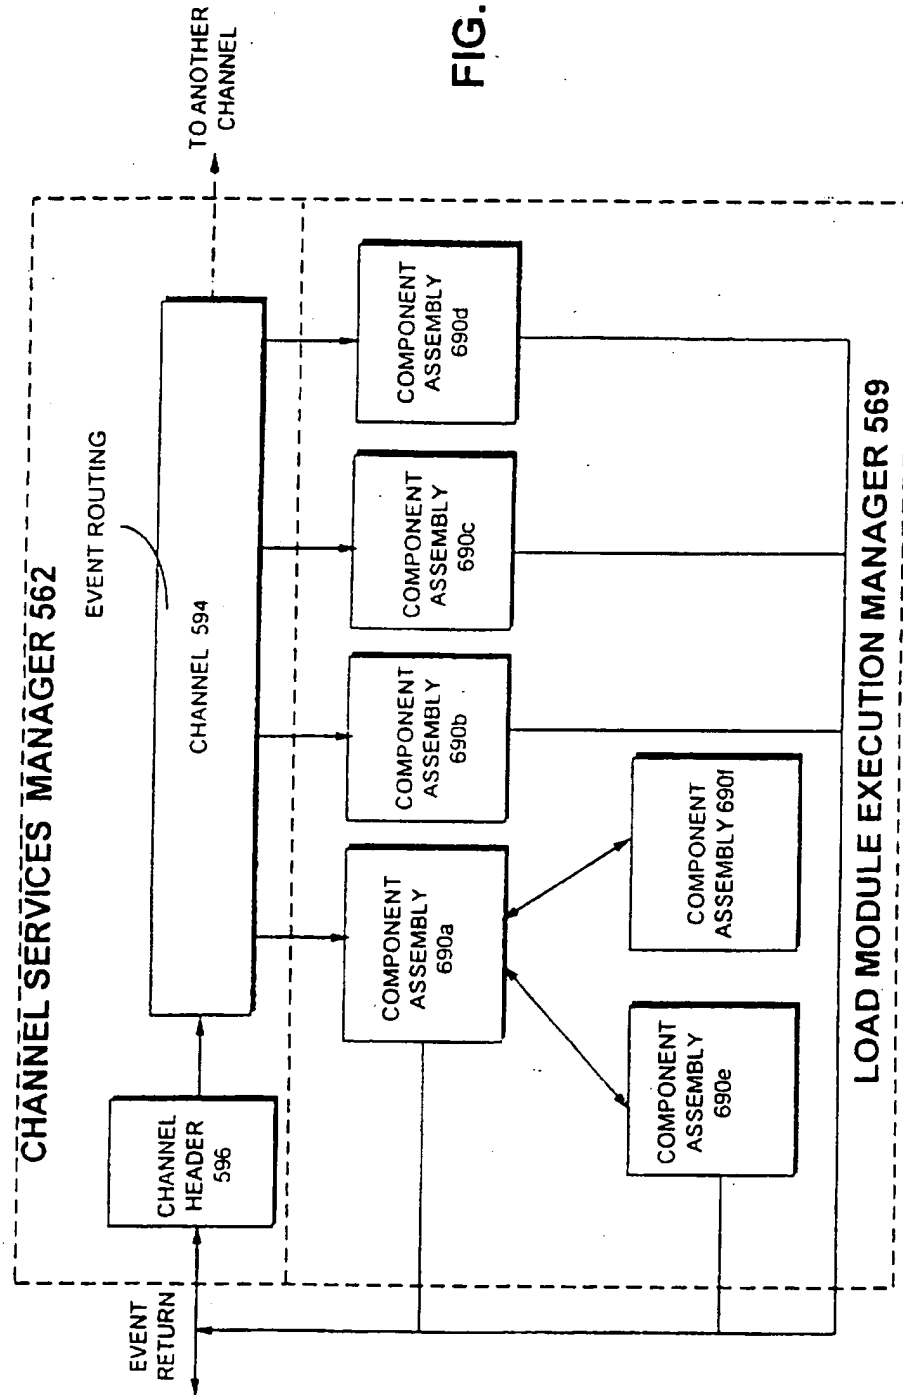 CHANNEL SERVICES MANAGER 562
EVENT
RETURN
CHANNEL
HEADER
596
EVENT ROUTING
CHANNEL 594
TO ANOTHER
CHANNEL
COMPONENT
ASSEMBLY
690a
COMPONENT
ASSEMBLY
690b
COMPONENT
ASSEMBLY
690c
COMPONENT
ASSEMBLY
690d
COMPONENT
ASSEMBLY
690e
COMPONENT
ASSEMBLY 690f
LOAD MODULE EXECUTION MANAGER 569
FIG.